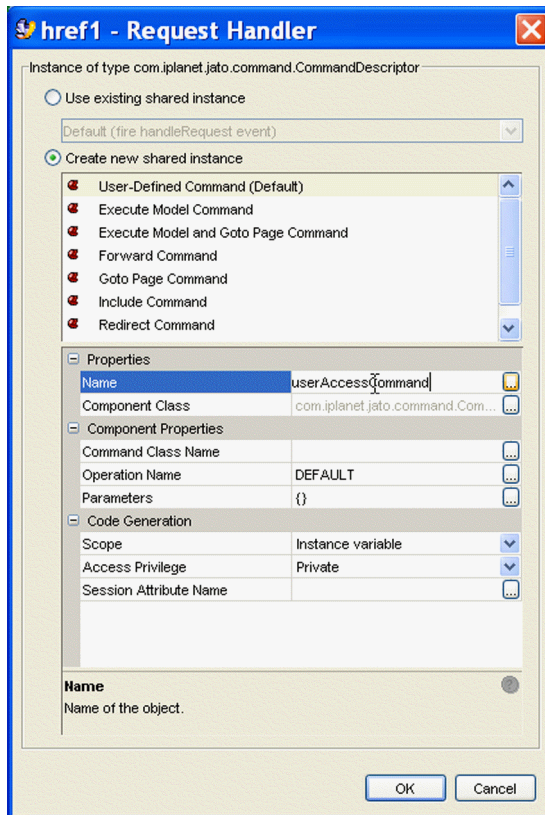 href1 - Request Handler
Instance of type com.iplanet.jato.command.CommandDescriptor
Use existing shared instance
Default (fire handleRequest event)
Create new shared instance
User-Defined Command (Default)
Execute Model Command
Execute Model and Goto Page Command
Forward Command
Goto Page Command
Include Command
Redirect Command
Properties
Name userAccessCommand ...
Component Class com.iplanet.jato.command.Com... ...
Component Properties
Command Class Name ...
Operation Name DEFAULT ...
Parameters {} ...
Code Generation
Scope Instance variable
Access Privilege Private
Session Attribute Name ...
Name ?
Name of the object.
OK Cancel